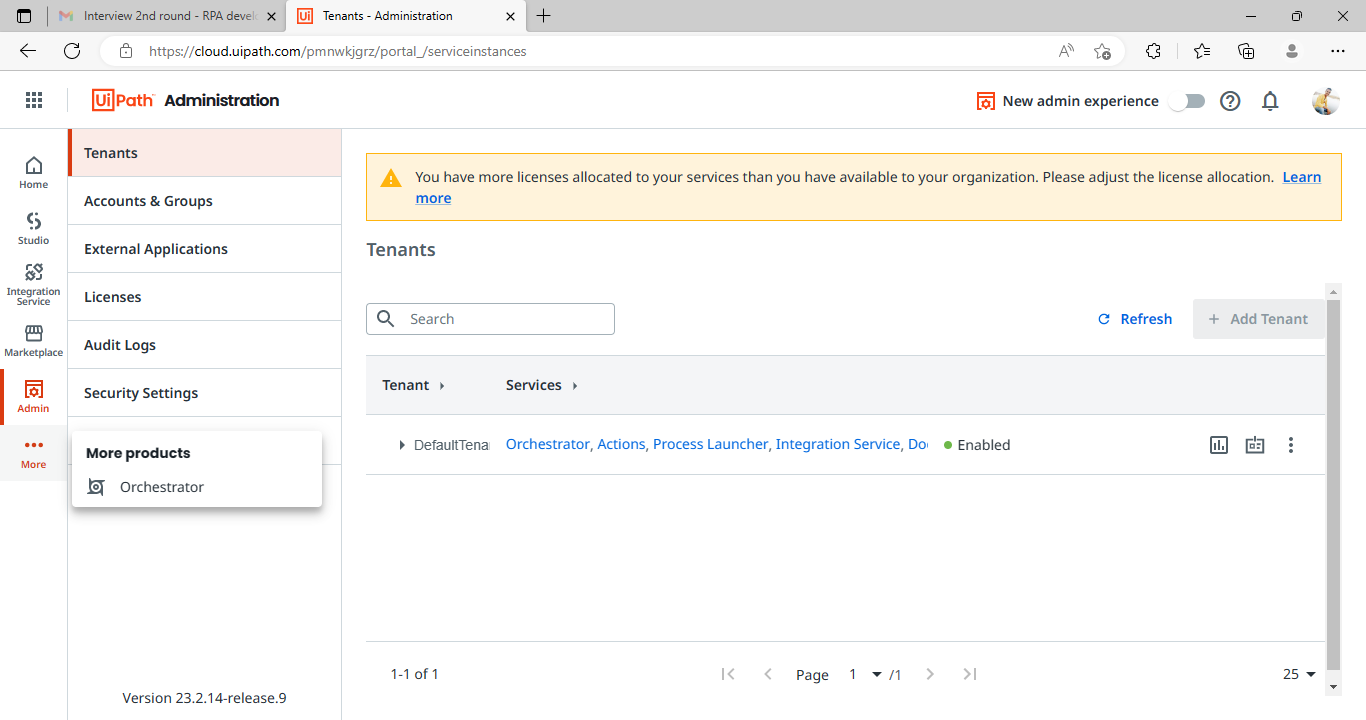 Interview 2nd round - RPA devel
Tenants - Administration
https://cloud.uipath.com/pmnwkjgrz/portal_/serviceinstances
UiPath Administration
New admin experience
Home
Studio
Integration
Service
Marketplace
Admin
More
Tenants
Accounts & Groups
External Applications
Licenses
Audit Logs
Security Settings
More products
Orchestrator
Version 23.2.14-release.9
You have more licenses allocated to your services than you have available to your organization. Please adjust the license allocation. Learn
more
Tenants
Search
Refresh
+ Add Tenant
Tenant Services
DefaultTena Orchestrator, Actions, Process Launcher, Integration Service, Do Enabled
1-1 of 1
Page 1 /1
25